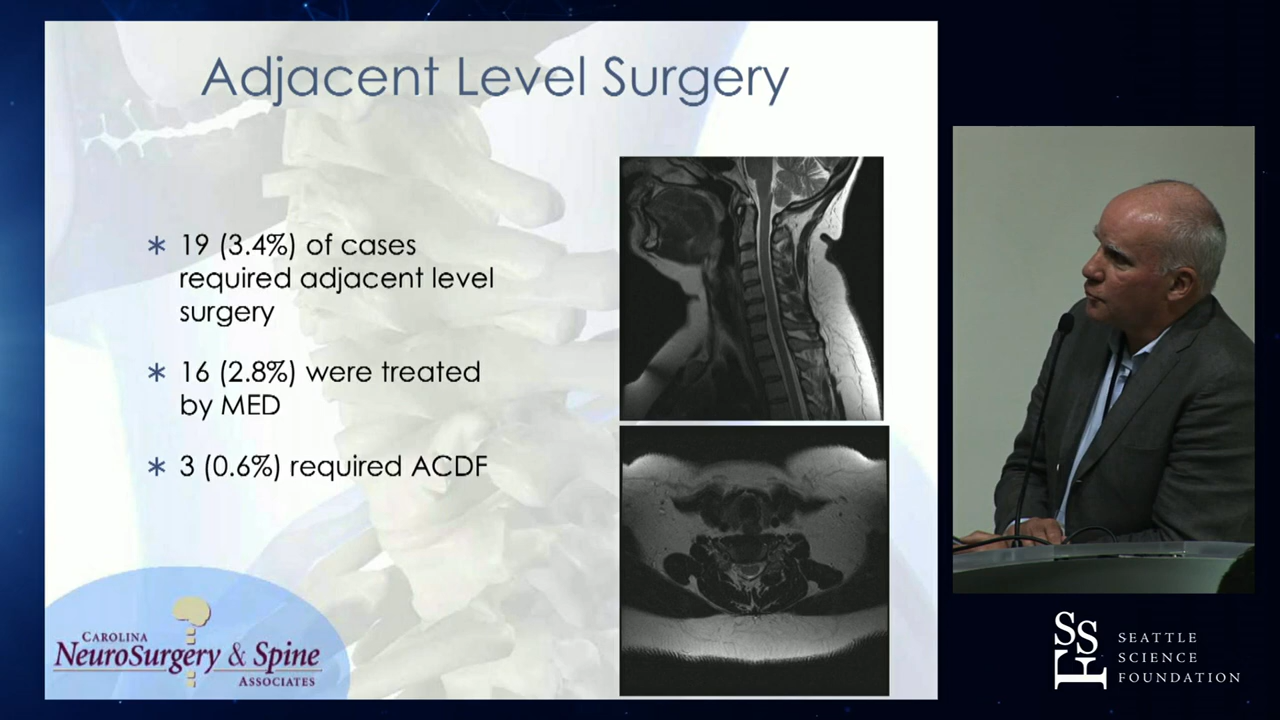 Adjacent Level Surgery
* 19 (3.4%) of cases
required adjacent level
surgery
* 16 (2.8%) were treated
by MED
* 3 (0.6%) required ACDF
CAROLINA
NEUROSURGERY & SPINE
ASSOCIATES
SSF
SEATTLE
SCIENCE
FOUNDATION